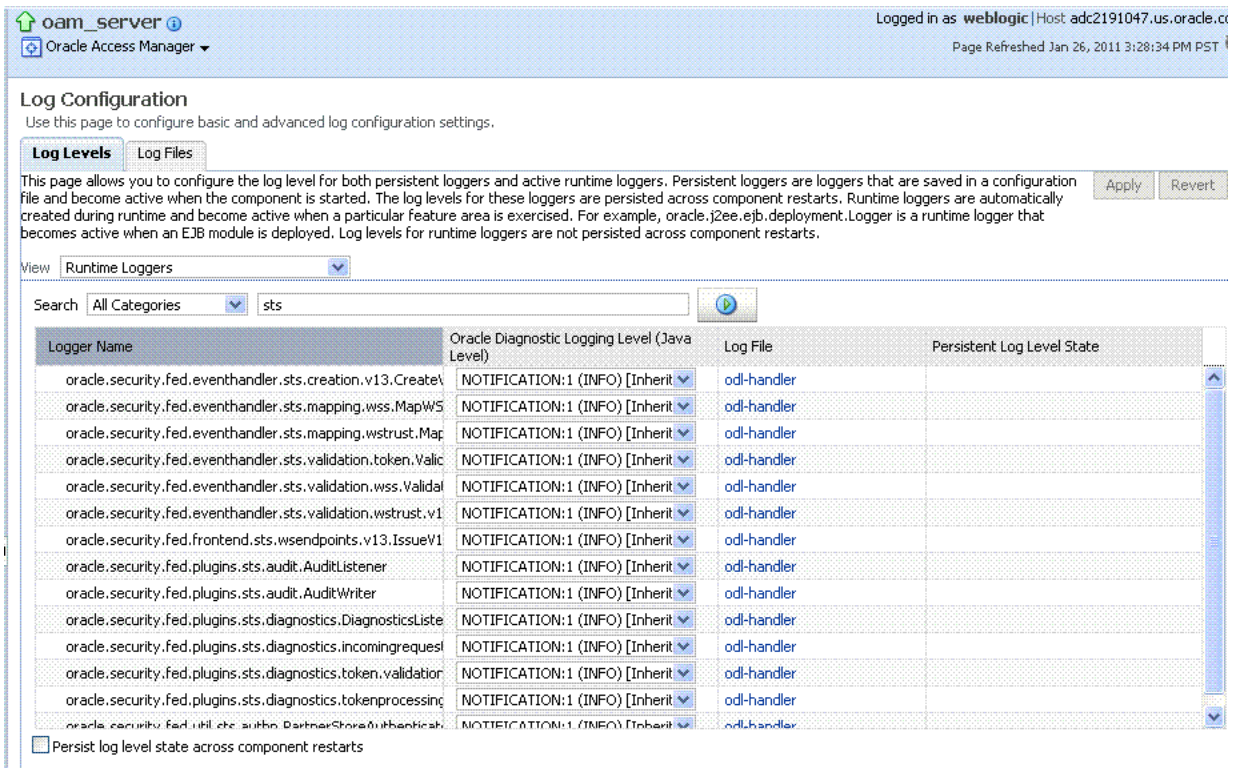 oam_server
Logged in as weblogic|Host adc2191047.us.oracle.co
Oracle Access Manager
Page Refreshed Jan 26, 2011 3:28:34 PM PST
Log Configuration
Use this page to configure basic and advanced log configuration settings.
Log Levels Log Files
This page allows you to configure the log level for both persistent loggers and active runtime loggers. Persistent loggers are loggers that are saved in a configuration
file and become active when the component is started. The log levels for these loggers are persisted across component restarts. Runtime loggers are automatically
created during runtime and become active when a particular feature area is exercised. For example, oracle.j2ee.ejb.deployment.Logger is a runtime logger that
becomes active when an EJB module is deployed. Log levels for runtime loggers are not persisted across component restarts.
Apply Revert
View Runtime Loggers
Search All Categories sts
Logger Name Oracle Diagnostic Logging Level (Java Level) Log File Persistent Log Level State
oracle.security.fed.eventhandler.sts.creation.v13.Create NOTIFICATION:1 (INFO) [Inherit odl-handler
oracle.security.fed.eventhandler.sts.mapping.wss.MapWS NOTIFICATION:1 (INFO) [Inherit odl-handler
oracle.security.fed.eventhandler.sts.mapping.wstrust.Map NOTIFICATION:1 (INFO) [Inherit odl-handler
oracle.security.fed.eventhandler.sts.validation.token.Valid NOTIFICATION:1 (INFO) [Inherit odl-handler
oracle.security.fed.eventhandler.sts.validation.wss.Validat NOTIFICATION:1 (INFO) [Inherit odl-handler
oracle.security.fed.eventhandler.sts.validation.wstrust.v1 NOTIFICATION:1 (INFO) [Inherit odl-handler
oracle.security.fed.frontend.sts.wsendpoints.v13.IssueV1 NOTIFICATION:1 (INFO) [Inherit odl-handler
oracle.security.fed.plugins.sts.audit.AuditListener NOTIFICATION:1 (INFO) [Inherit odl-handler
oracle.security.fed.plugins.sts.audit.AuditWriter NOTIFICATION:1 (INFO) [Inherit odl-handler
oracle.security.fed.plugins.sts.diagnostics.DiagnosticsListe NOTIFICATION:1 (INFO) [Inherit odl-handler
oracle.security.fed.plugins.sts.diagnostics.incomingrequest NOTIFICATION:1 (INFO) [Inherit odl-handler
oracle.security.fed.plugins.sts.diagnostics.token.validation NOTIFICATION:1 (INFO) [Inherit odl-handler
oracle.security.fed.plugins.sts.diagnostics.tokenprocessing NOTIFICATION:1 (INFO) [Inherit odl-handler
oracle.security.fed.util.sts.authn.PartnerStoreAuthenticat NOTIFICATION:1 (INFO) [Inherit odl-handler
Persist log level state across component restarts